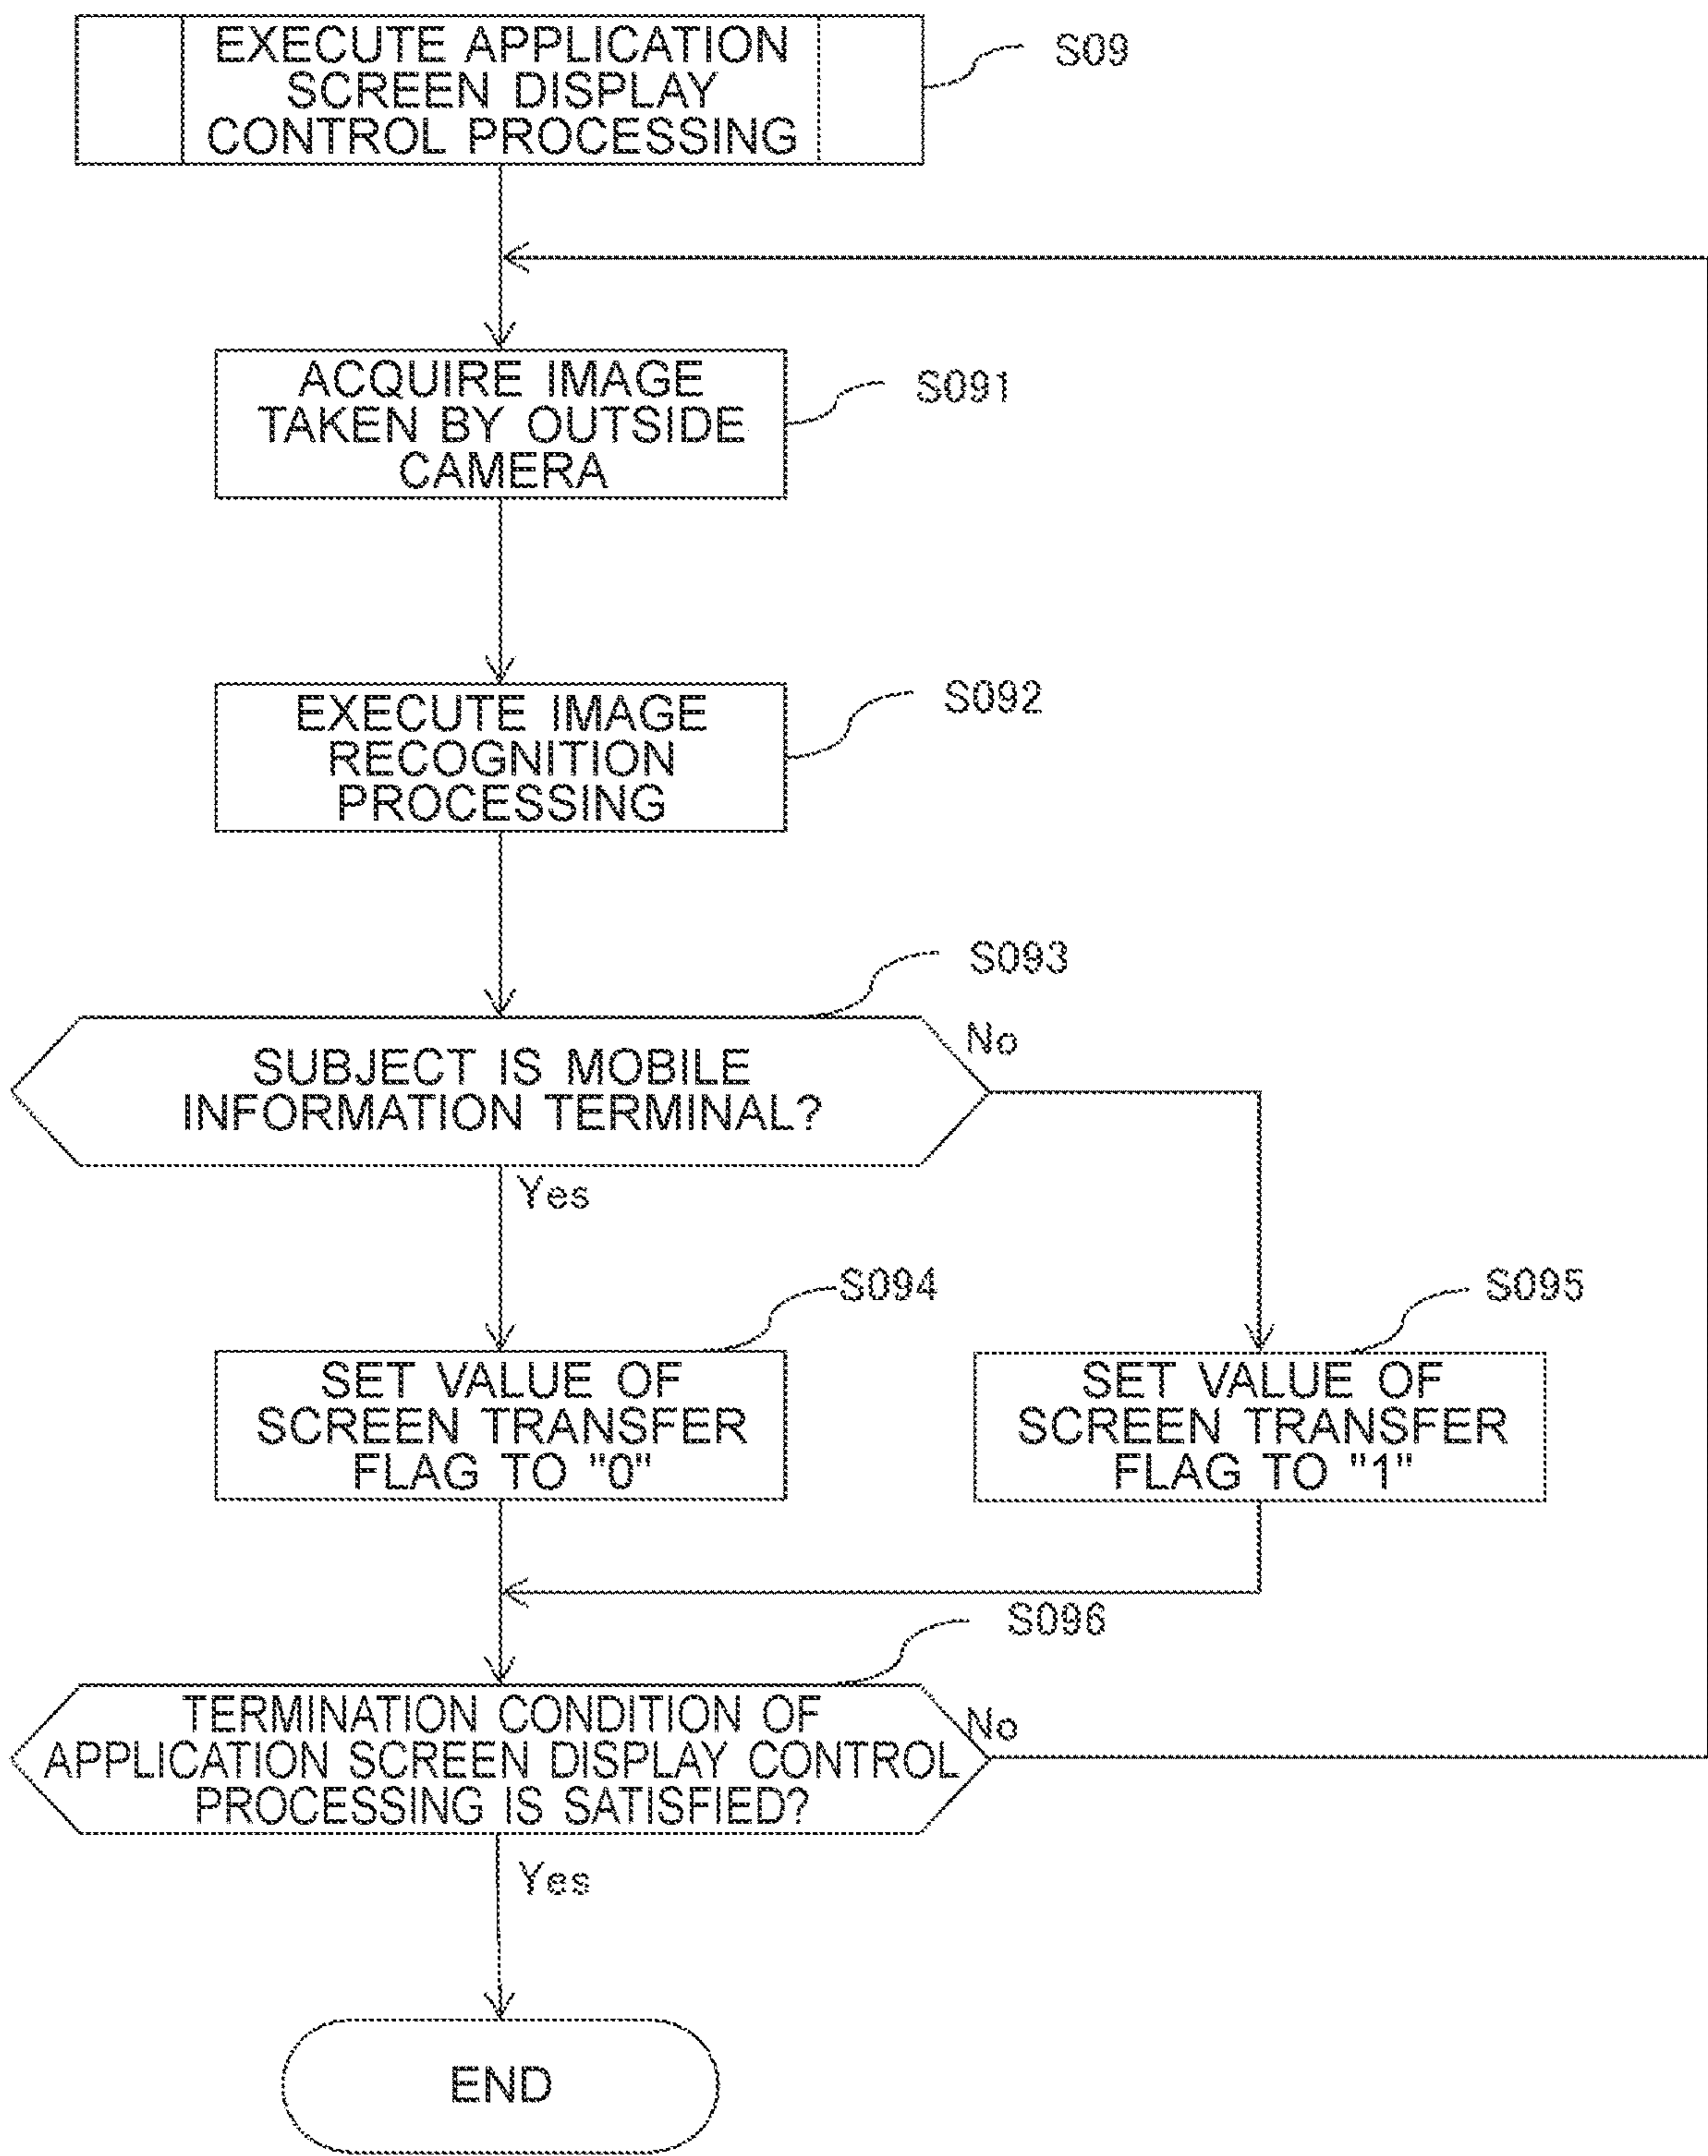 EXECUTE APPLICATION
SCREEN DISPLAY
CONTROL PROCESSING
S09
ACQUIRE IMAGE
TAKEN BY OUTSIDE
CAMERA
S091
EXECUTE IMAGE
RECOGNITION
PROCESSING
S092
S093
SUBJECT IS MOBILE
INFORMATION TERMINAL?
No
Yes
S094
SET VALUE OF
SCREEN TRANSFER
FLAG TO "0"
S095
SET VALUE OF
SCREEN TRANSFER
FLAG TO "1"
S096
TERMINATION CONDITION OF
APPLICATION SCREEN DISPLAY CONTROL
PROCESSING IS SATISFIED?
No
Yes
END